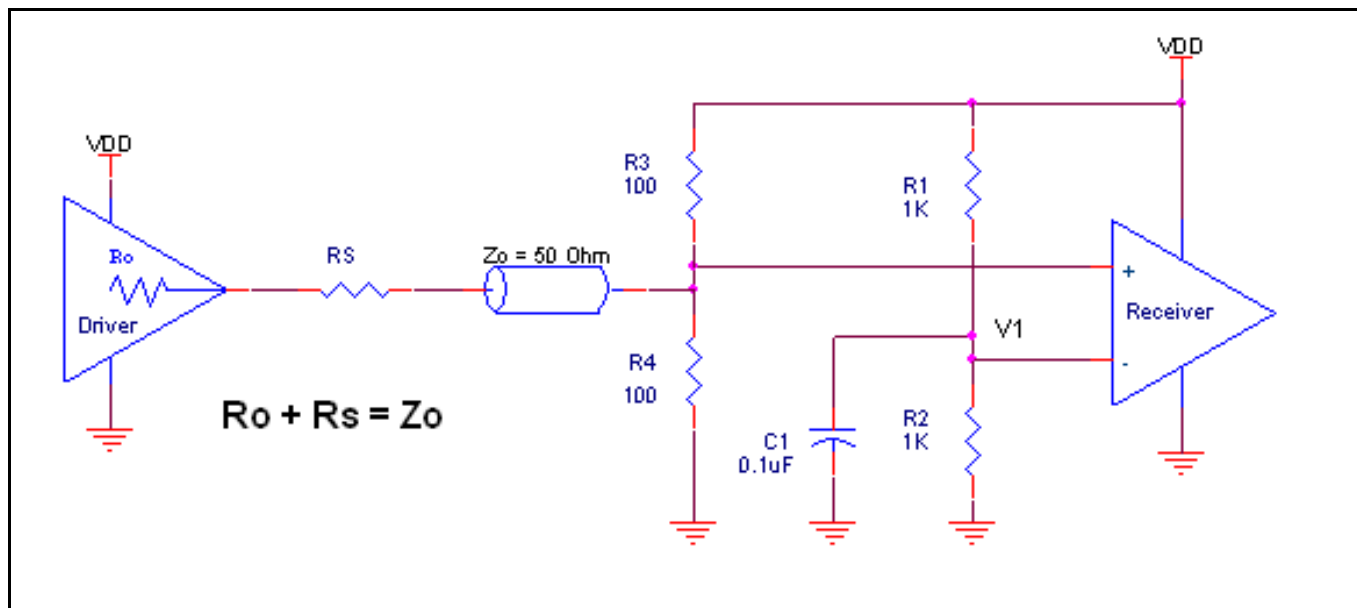 VDD
VDD
R3
100
R1
1K
Ro
RS
Zo = 50 Ohm
+
Driver
Receiver
V1
-
R4
100
Ro + Rs = Zo
C1
0.1uF
R2
1K